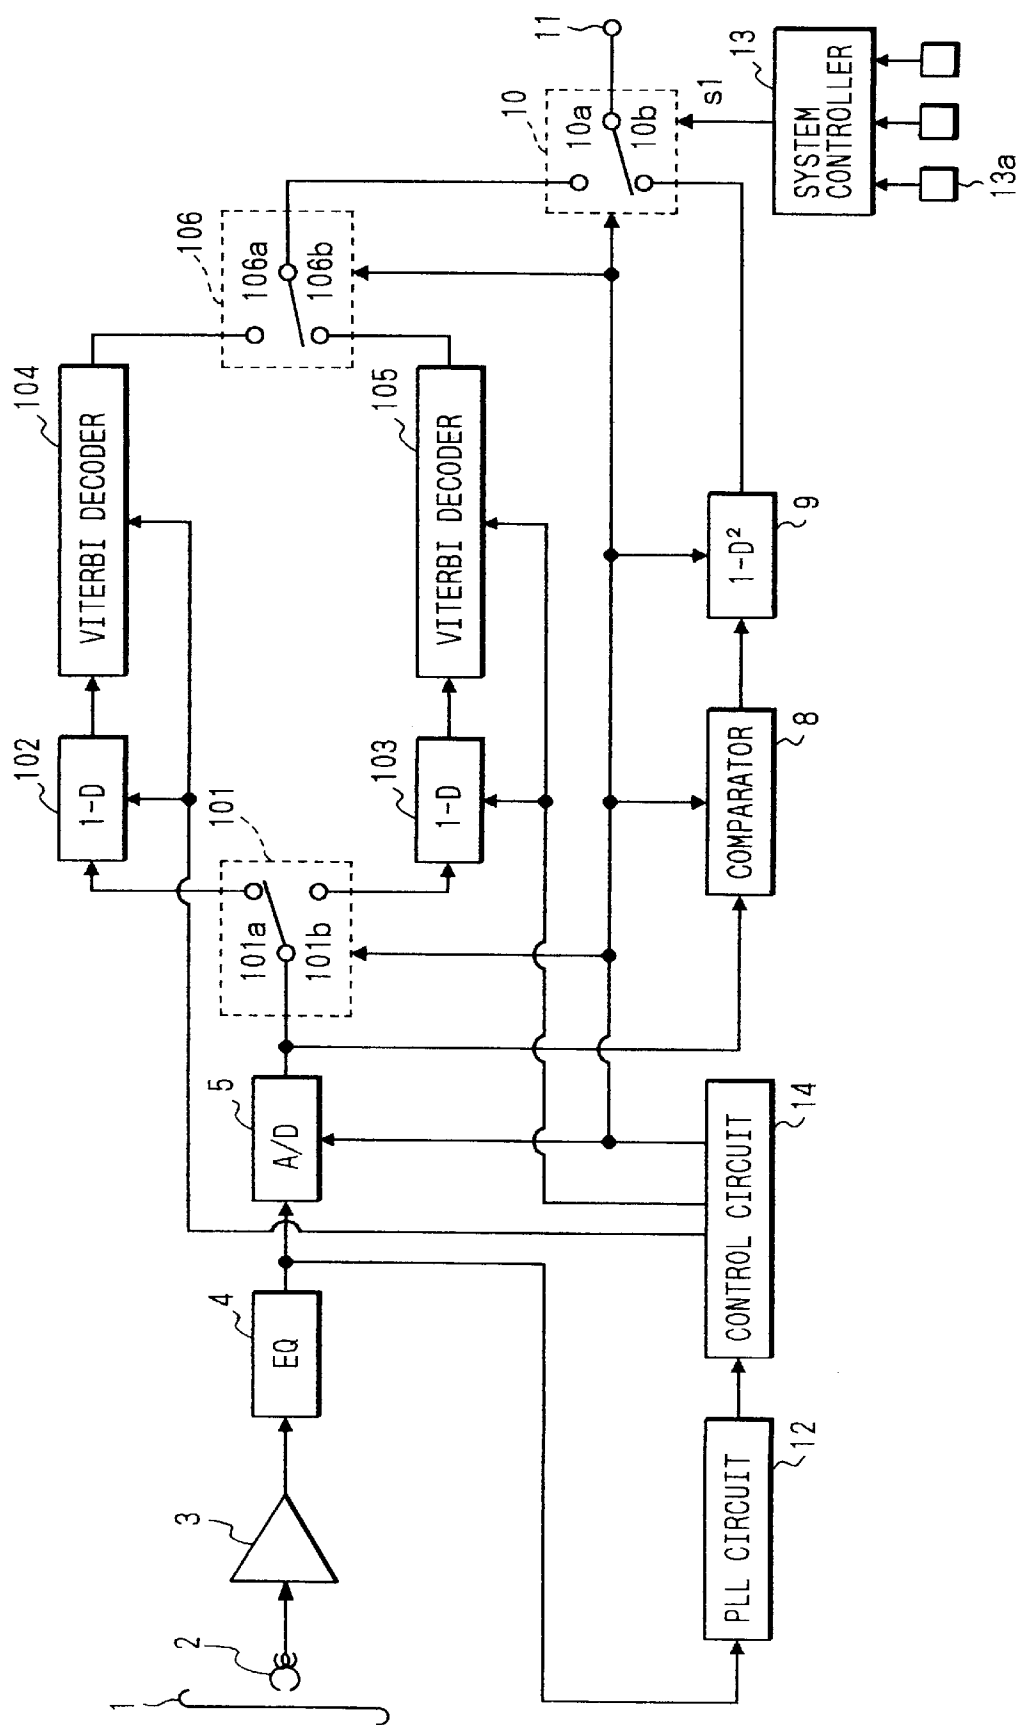 1
2
3
4
EQ
5
A/D
101
101a
101b
102
1-D
104
VITERBI DECODER
103
1-D
105
VITERBI DECODER
106
106a
106b
10
10a
10b
11
s1
13
SYSTEM
CONTROLLER
13a
12
PLL CIRCUIT
14
CONTROL CIRCUIT
8
COMPARATOR
9
1-D²